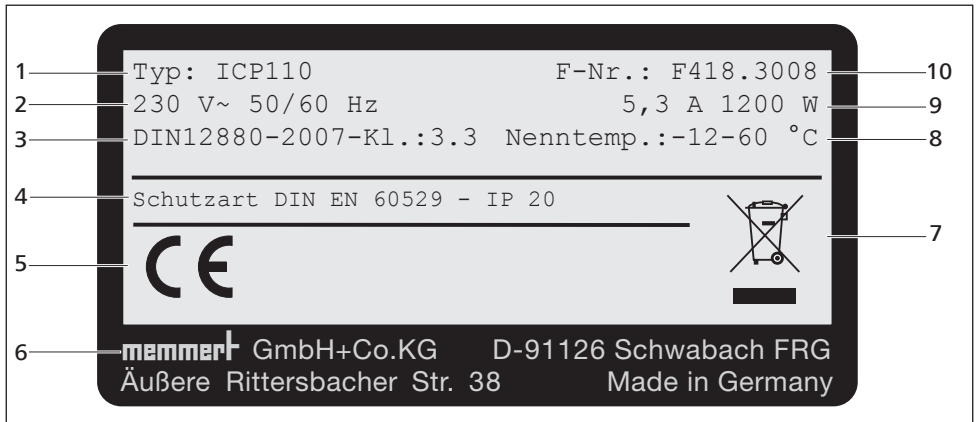 1 Typ: ICP110 F-Nr.: F418.3008 10
2 230 V~ 50/60 Hz 5,3 A 1200 W 9
3 DIN12880-2007-Kl.:3.3 Nenntemp.:-12-60 °C 8
4 Schutzart DIN EN 60529 - IP 20
5 CE 7
6 memmert GmbH+Co.KG D-91126 Schwabach FRG
Äußere Rittersbacher Str. 38 Made in Germany